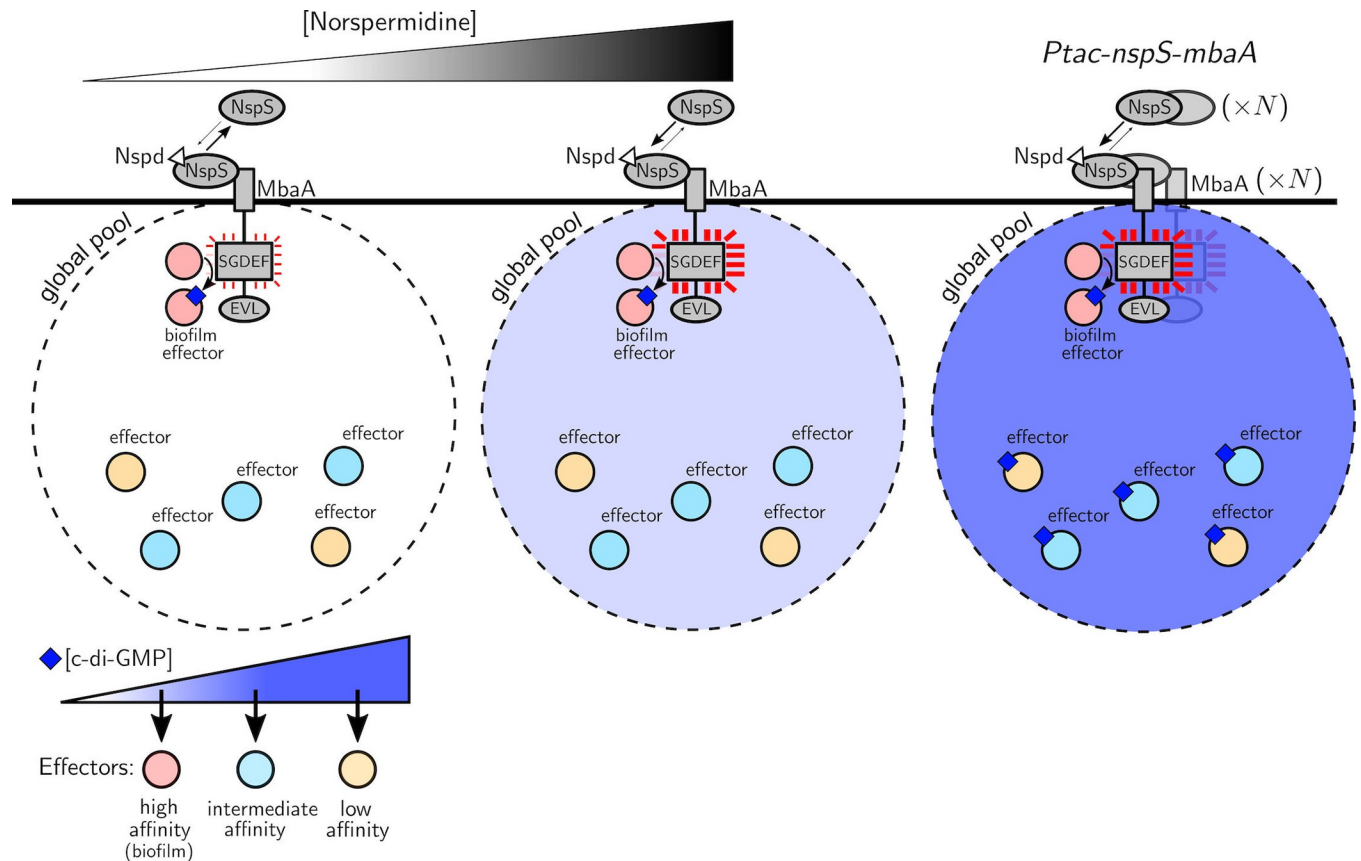 [Norspermidine]
Ptac-nspS-mbaA
NspS
Nspd
NspS
MbaA
global pool
SGDEF
EVL
biofilm
effector
effector
effector
effector
effector
effector
NspS
Nspd
NspS
MbaA
global pool
SGDEF
EVL
biofilm
effector
effector
effector
effector
effector
effector
NspS (×N)
Nspd
NspS
MbaA (×N)
global pool
SGDEF
EVL
biofilm
effector
effector
effector
effector
effector
effector
[c-di-GMP]
Effectors:
high
affinity
(biofilm)
intermediate
affinity
low
affinity